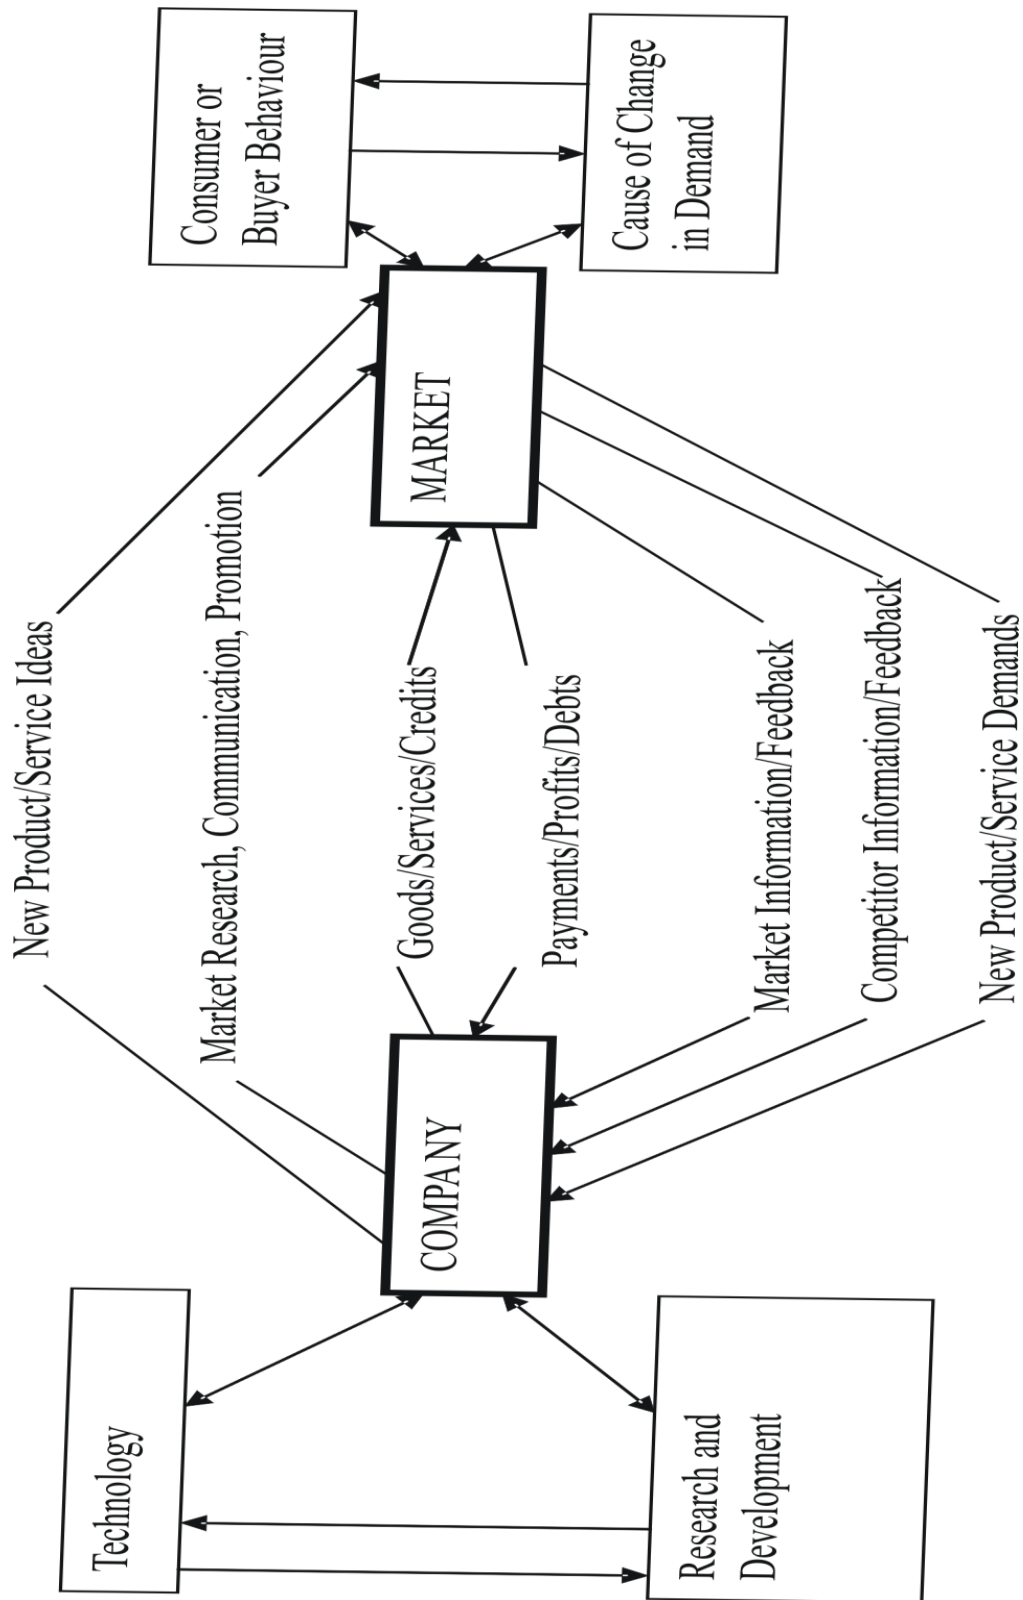 New Product/Service Ideas
Market Research, Communication, Promotion
Technology
Consumer or
Buyer Behaviour
COMPANY
Goods/Services/Credits
MARKET
Payments/Profits/Debts
Research and
Development
Market Information/Feedback
Cause of Change
in Demand
Competitor Information/Feedback
New Product/Service Demands